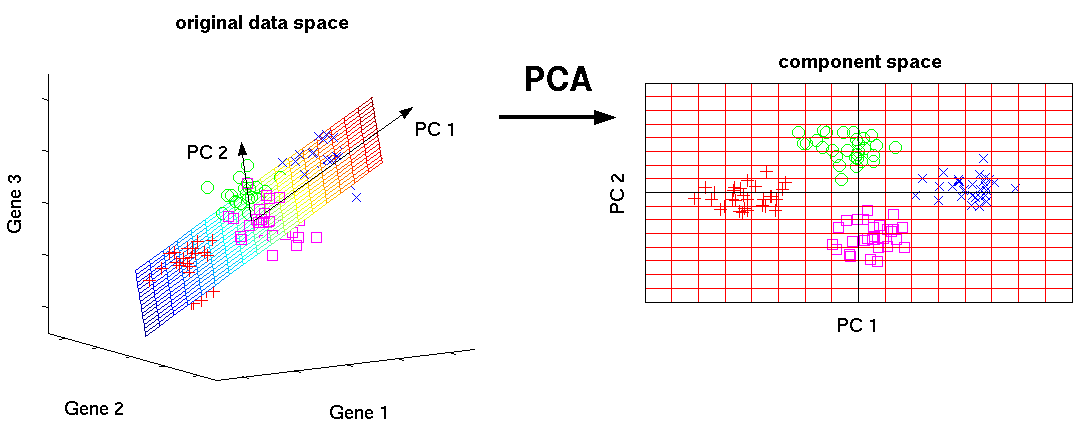 original data space
PCA
component space
PC 1
PC 2
Gene 3
PC 2
Gene 2
Gene 1
PC 1